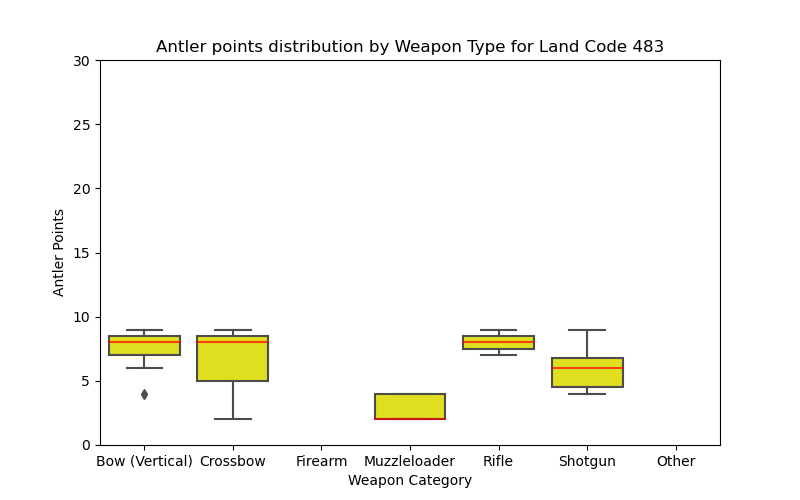 Antler points distribution by Weapon Type for Land Code 483
30
25
20
15
10
5
0
Antler Points
Bow (Vertical) Crossbow Firearm Muzzleloader Rifle Shotgun Other
Weapon Category